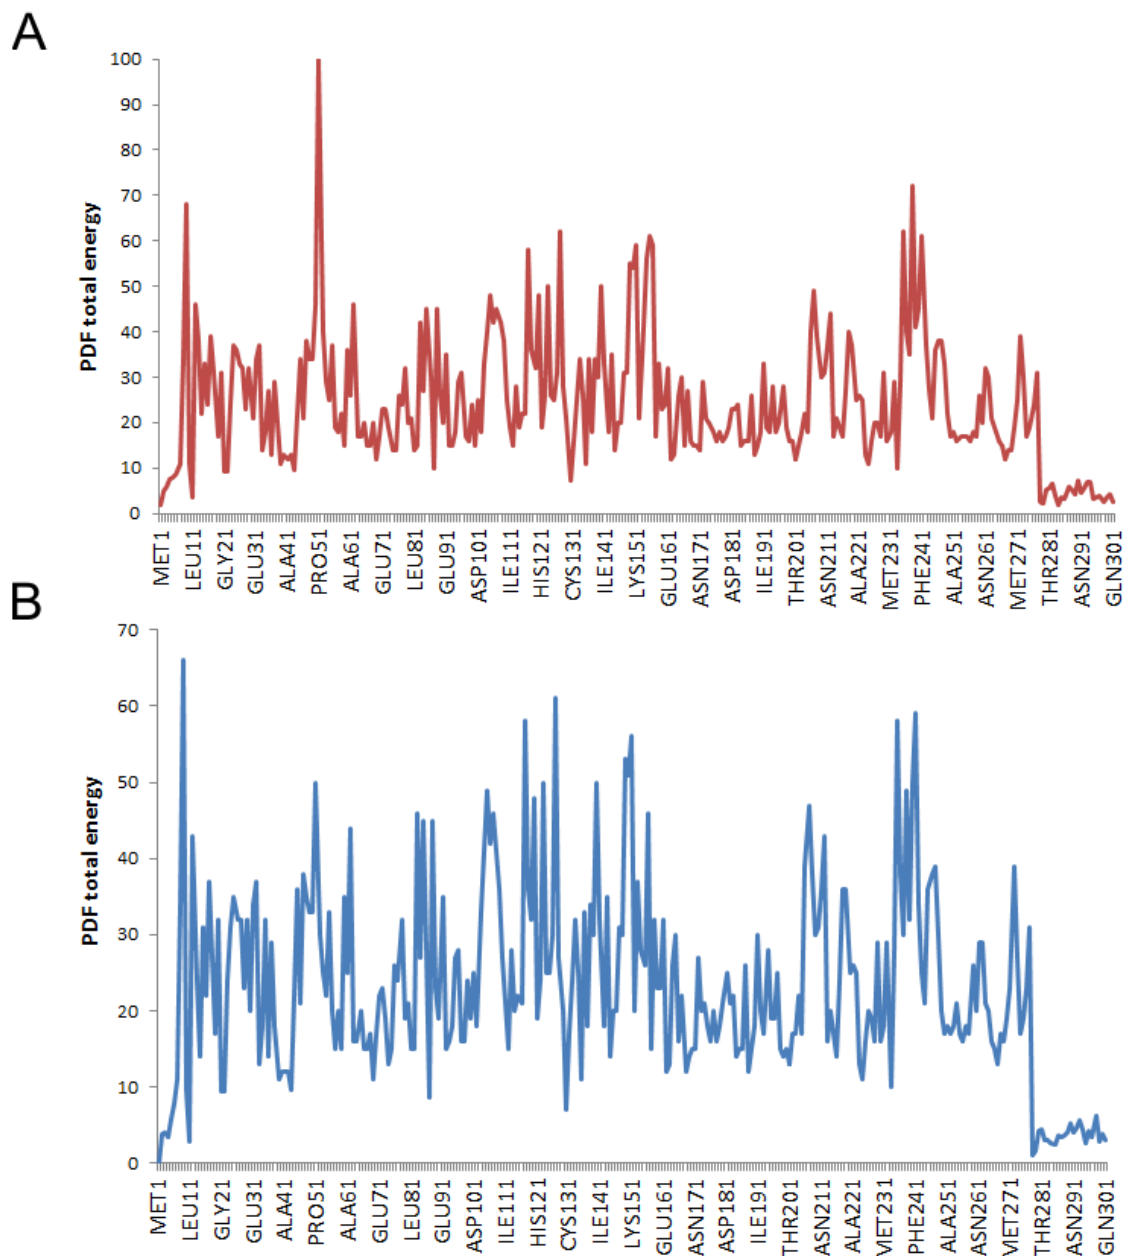 A
PDF total energy
100
90
80
70
60
50
40
30
20
10
0
MET1
LEU11
GLY21
GLU31
ALA41
PRO51
ALA61
GLU71
LEU81
GLU91
ASP101
ILE111
HIS121
CYS131
ILE141
LYS151
GLU161
ASN171
ASP181
ILE191
THR201
ASN211
ALA221
MET231
PHE241
ALA251
ASN261
MET271
THR281
ASN291
GLN301
B
PDF total energy
70
60
50
40
30
20
10
0
MET1
LEU11
GLY21
GLU31
ALA41
PRO51
ALA61
GLU71
LEU81
GLU91
ASP101
ILE111
HIS121
CYS131
ILE141
LYS151
GLU161
ASN171
ASP181
ILE191
THR201
ASN211
ALA221
MET231
PHE241
ALA251
ASN261
MET271
THR281
ASN291
GLN301